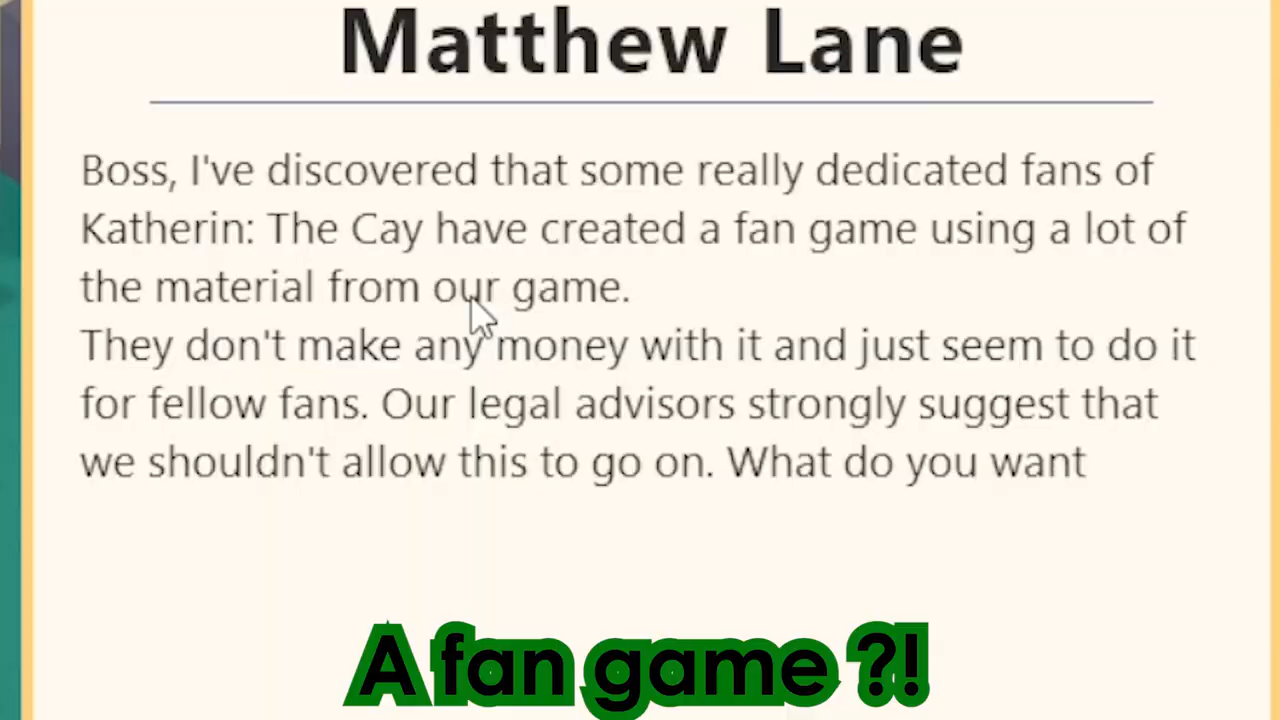 Matthew Lane
Boss, I've discovered that some really dedicated fans of
Katherin: The Cay have created a fan game using a lot of
the material from our game.
They don't make any money with it and just seem to do it
for fellow fans. Our legal advisors strongly suggest that
we shouldn't allow this to go on. What do you want
A fan game ?!